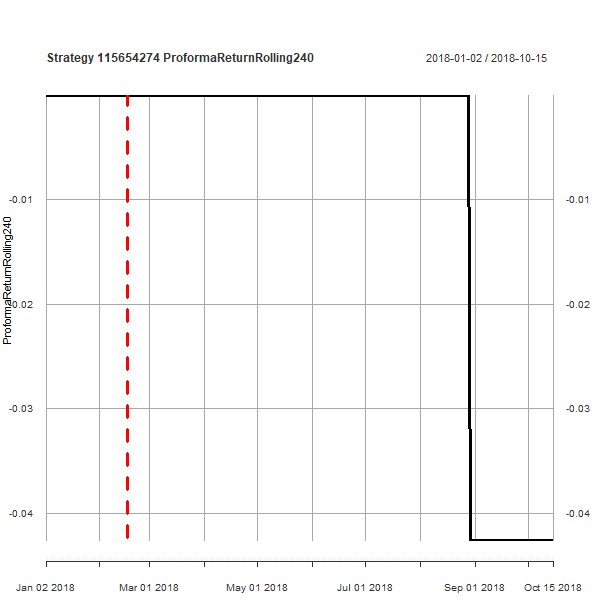 Strategy 115654274 ProformaReturnRolling240
2018-01-02 / 2018-10-15
-0.01
-0.01
ProformaReturnRolling240
-0.02
-0.02
-0.03
-0.03
-0.04
-0.04
Jan 02 2018
Mar 01 2018
May 01 2018
Jul 01 2018
Sep 01 2018
Oct 15 2018